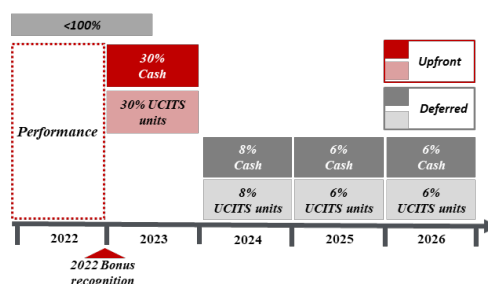 <100%
30%
Cash
30% UCITS
units
Performance
Upfront
Deferred
8%
Cash
6%
Cash
6%
Cash
8%
UCITS units
6%
UCITS units
6%
UCITS units
2022
2023
2024
2025
2026
2022 Bonus
recognition